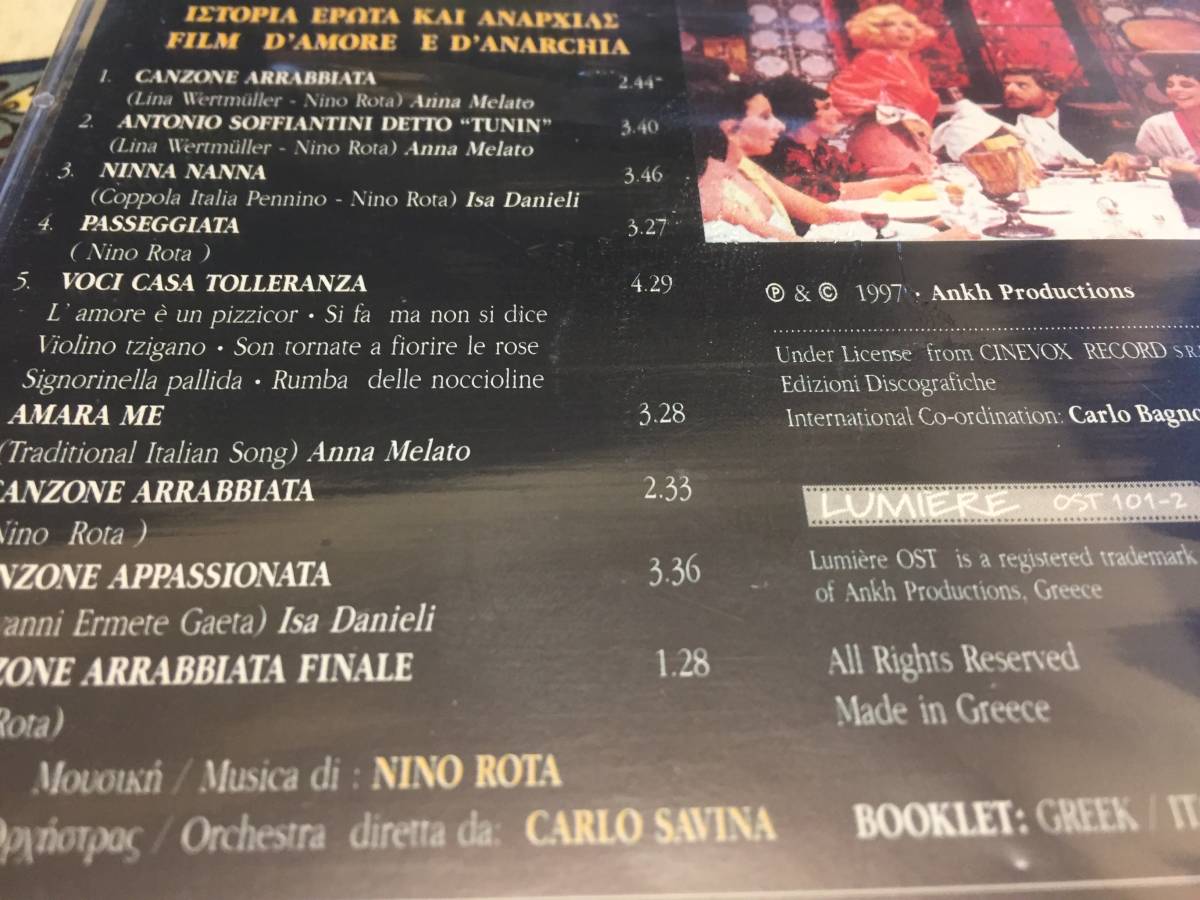 ΙΣΤΟΡΙΑ ΕΡΩΤΑ ΚΑΙ ΑΝΑΡΧΙΑΣ
FILM D'AMORE E D'ANARCHIA
1. CANZONE ARRABBIATA 2.44
(Lina Wertmüller - Nino Rota) Anna Melato
2. ANTONIO SOFFIANTINI DETTO "TUNIN" 3.40
(Lina Wertmüller - Nino Rota) Anna Melato
3. NINNA NANNA 3.46
(Coppola Italia Pennino - Nino Rota) Isa Danieli
4. PASSEGGIATA 3.27
( Nino Rota )
5. VOCI CASA TOLLERANZA 4.29
L' amore è un pizzicor • Si fa ma non si dice
Violino tzigano • Son tornate a fiorire le rose
Signorinella pallida • Rumba delle noccioline
AMARA ME 3.28
(Traditional Italian Song) Anna Melato
CANZONE ARRABBIATA 2.33
Nino Rota )
NZONE APPASSIONATA 3.36
vanni Ermete Gaeta) Isa Danieli
ZONE ARRABBIATA FINALE 1.28
Rota)
Μουσική / Musica di : NINO ROTA
Ορχήστρας / Orchestra diretta da: CARLO SAVINA
℗ & © 1997 • Ankh Productions
Under License from CINEVOX RECORD S.R.
Edizioni Discografiche
International Co-ordination: Carlo Bagno
LUMIERE OST 101-2
Lumière OST is a registered trademark
of Ankh Productions, Greece
All Rights Reserved
Made in Greece
BOOKLET: GREEK / IT